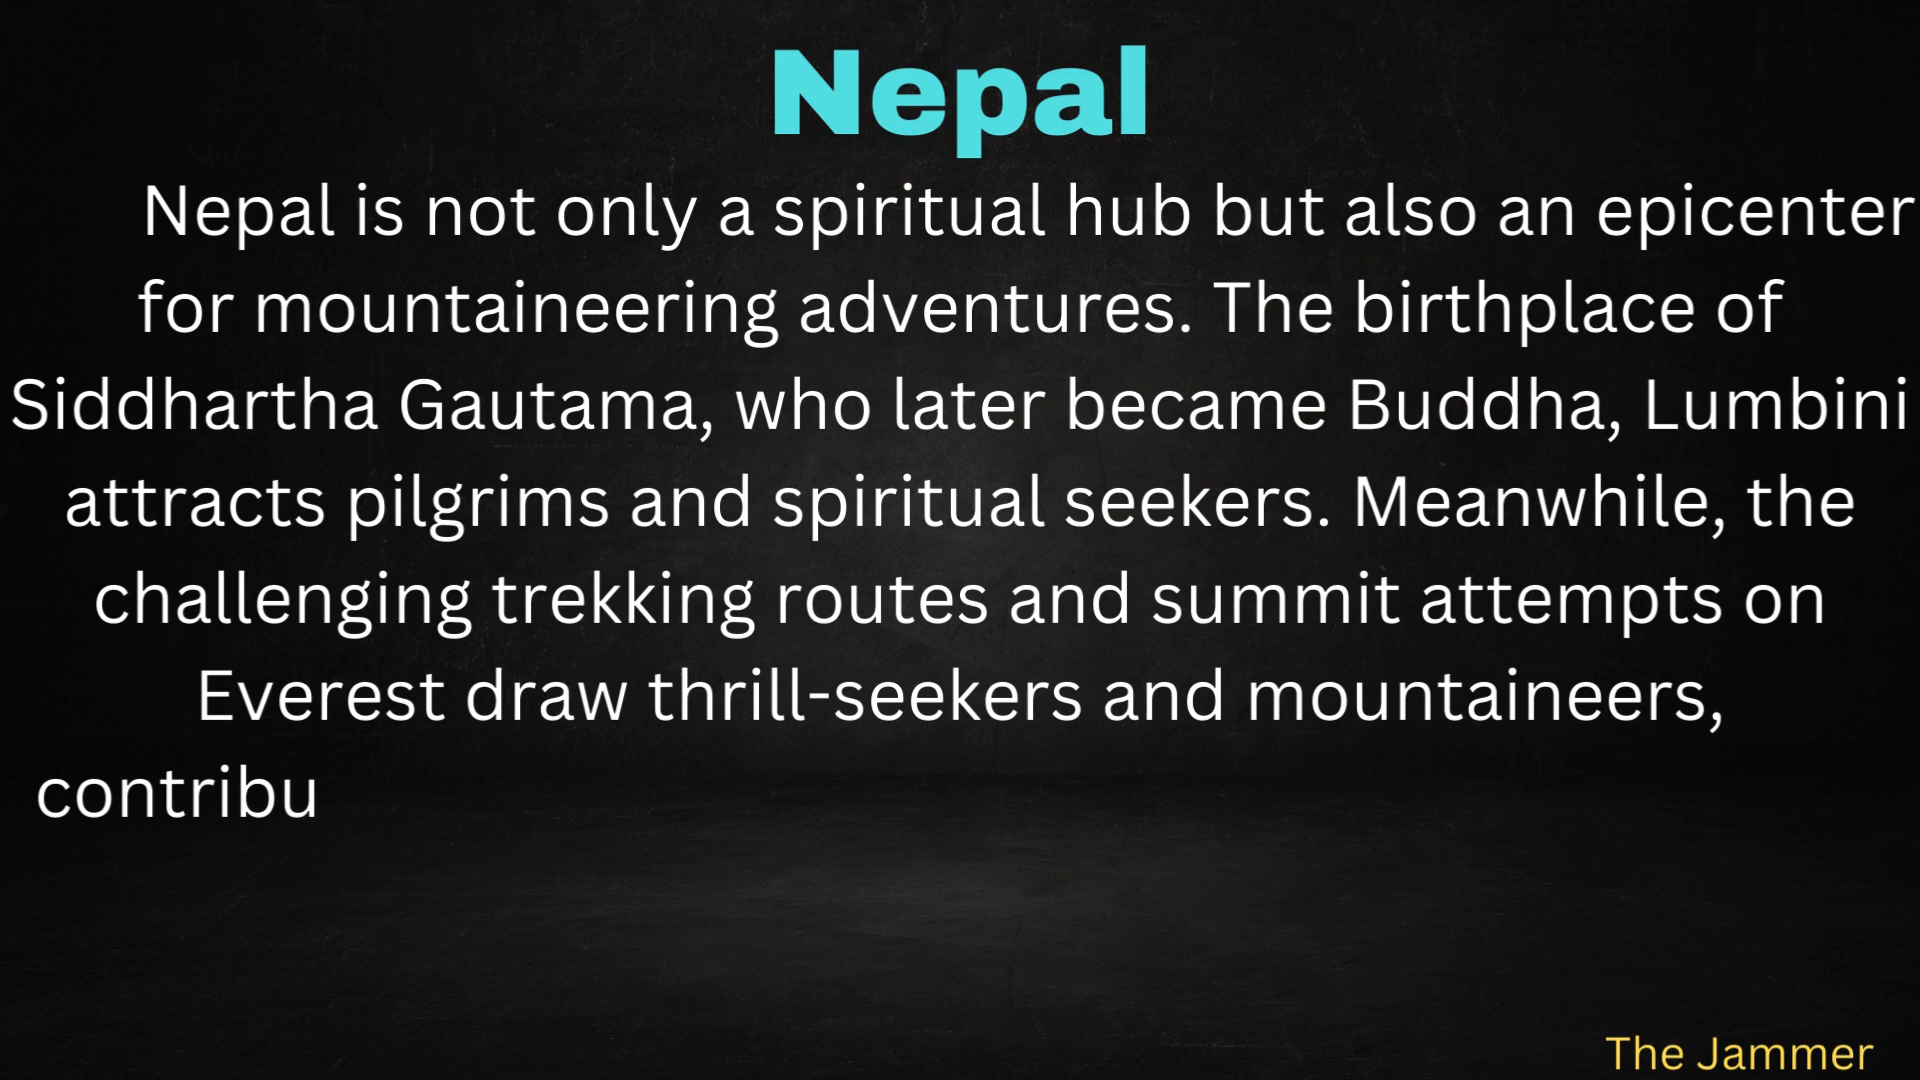 Nepal
Nepal is not only a spiritual hub but also an epicenter
for mountaineering adventures. The birthplace of
Siddhartha Gautama, who later became Buddha, Lumbini
attracts pilgrims and spiritual seekers. Meanwhile, the
challenging trekking routes and summit attempts on
Everest draw thrill-seekers and mountaineers,
contribu
The Jammer